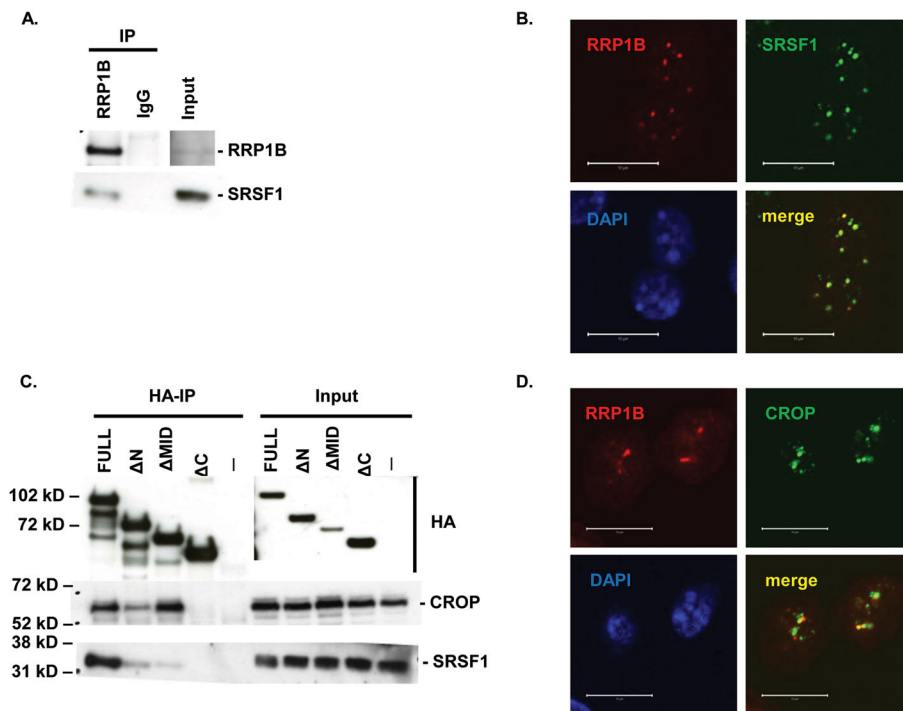 A.
IP
RRP1B
IgG
Input
- RRP1B
- SRSF1
B.
RRP1B
SRSF1
DAPI
merge
C.
HA-IP
Input
FULL
ΔN
ΔMID
ΔC
–
FULL
ΔN
ΔMID
ΔC
–
102 kD –
72 kD –
HA
72 kD –
- CROP
52 kD –
38 kD –
- SRSF1
31 kD –
D.
RRP1B
CROP
DAPI
merge